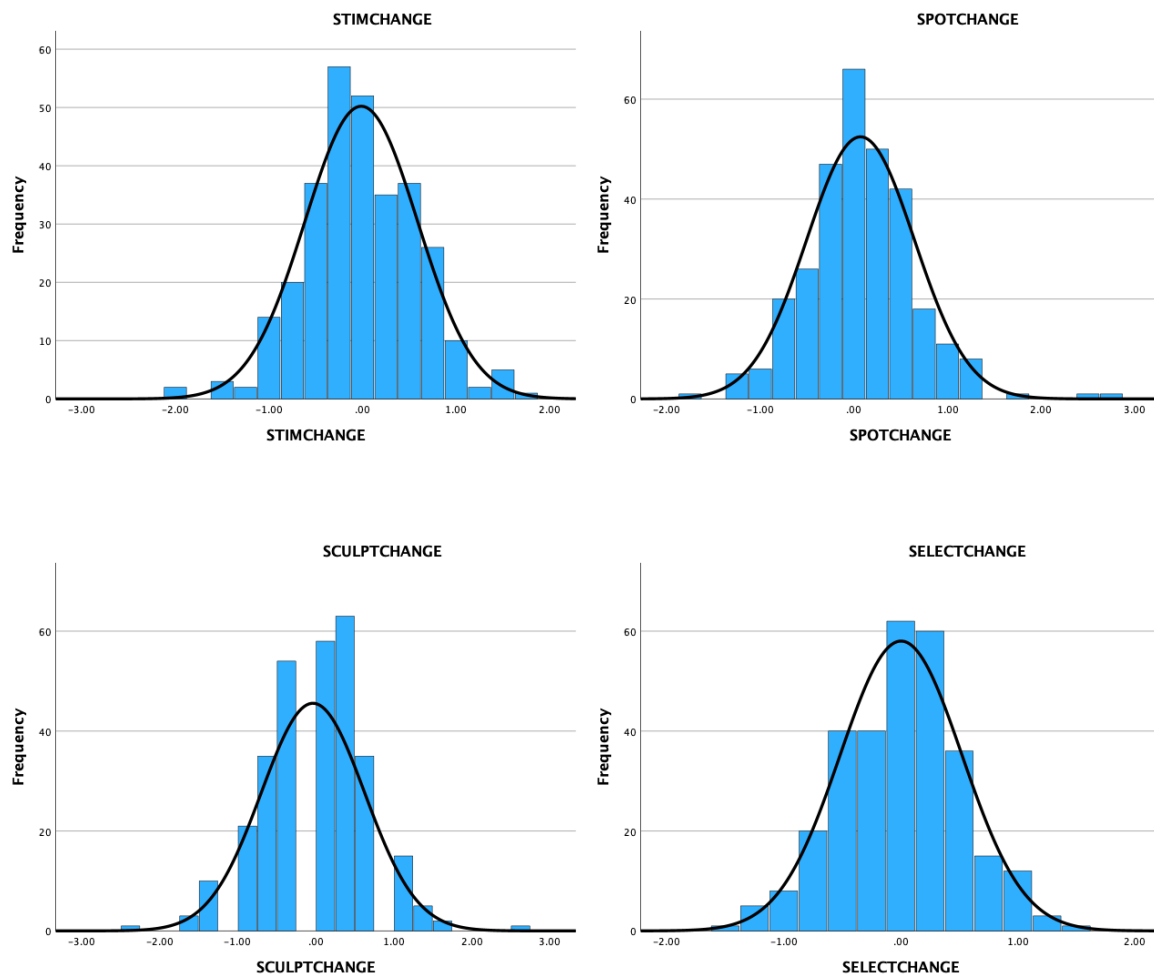 STIMCHANGE
60
50
40
30
20
10
0
Frequency
-3.00 -2.00 -1.00 .00 1.00 2.00
STIMCHANGE
SPOTCHANGE
60
40
20
0
Frequency
-2.00 -1.00 .00 1.00 2.00 3.00
SPOTCHANGE
SCULPTCHANGE
60
40
20
0
Frequency
-3.00 -2.00 -1.00 .00 1.00 2.00 3.00
SCULPTCHANGE
SELECTCHANGE
60
40
20
0
Frequency
-2.00 -1.00 .00 1.00 2.00
SELECTCHANGE